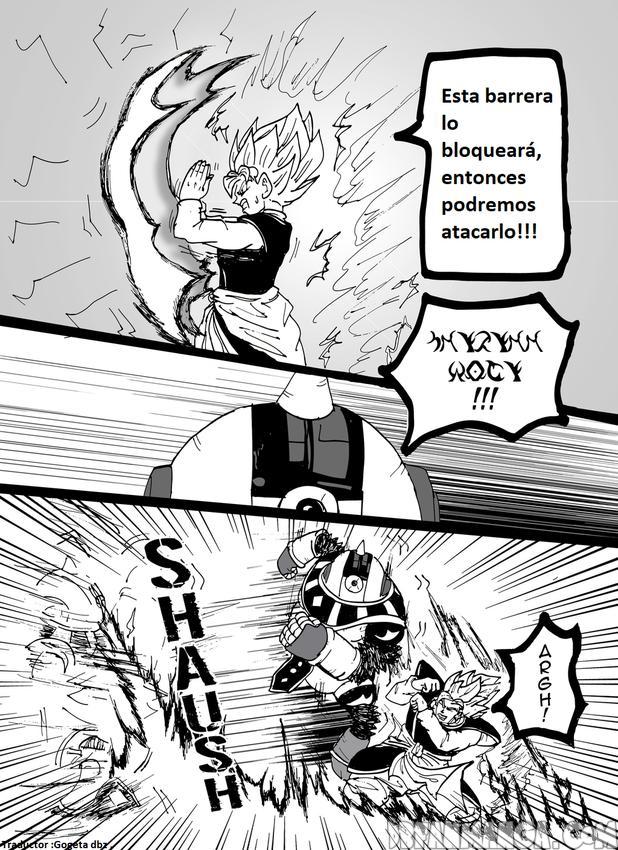 Esta barrera
lo
bloqueará,
entonces
podremos
atacarlo!!!
!!!
SHAUSH
ARGH!
Traductor :Gogeta dbz